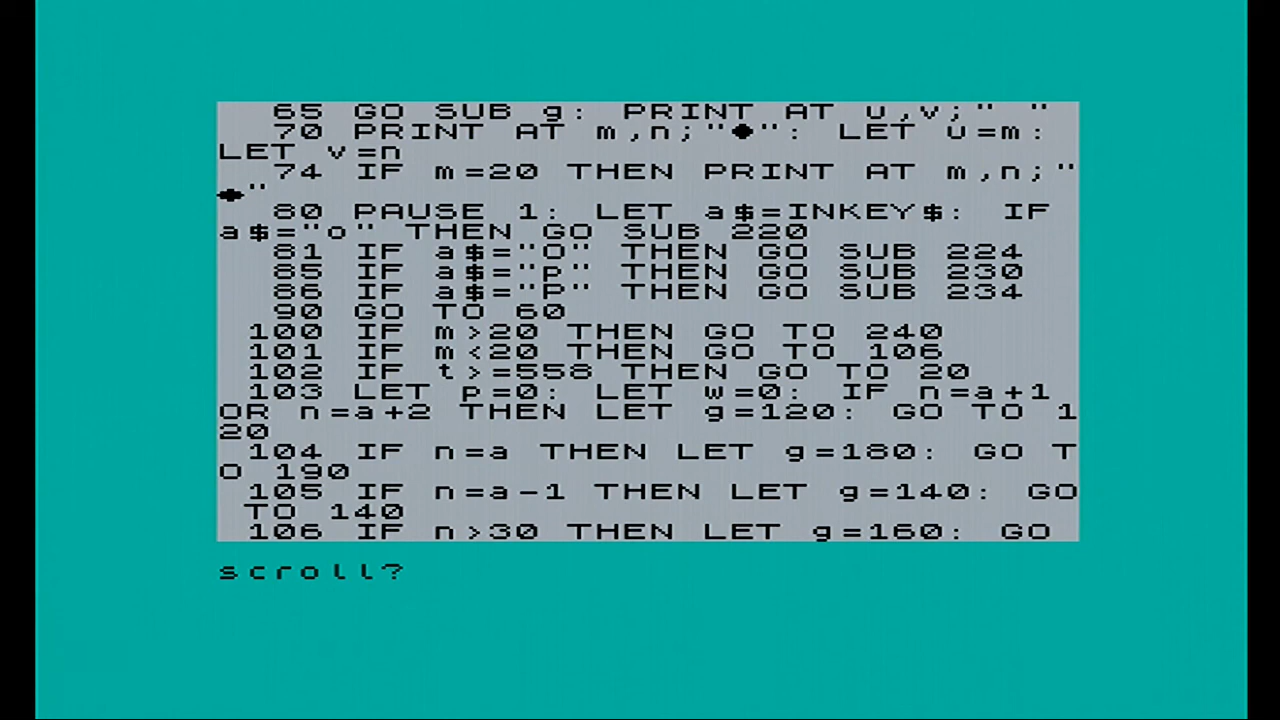 65 GO SUB g: PRINT AT u,v;" "
70 PRINT AT m,n;"◆": LET u=m:
LET v=n
74 IF m=20 THEN PRINT AT m,n;"
◆"
80 PAUSE 1: LET a$=INKEY$: IF
a$="o" THEN GO SUB 220
81 IF a$="O" THEN GO SUB 224
85 IF a$="p" THEN GO SUB 230
86 IF a$="P" THEN GO SUB 234
90 GO TO 60
100 IF m>20 THEN GO TO 240
101 IF m<20 THEN GO TO 106
102 IF t>=558 THEN GO TO 20
103 LET p=0: LET w=0: IF n=a+1
OR n=a+2 THEN LET g=120: GO TO 1
20
104 IF n=a THEN LET g=180: GO T
O 190
105 IF n=a-1 THEN LET g=140: GO
TO 140
106 IF n>30 THEN LET g=160: GO
scroll?